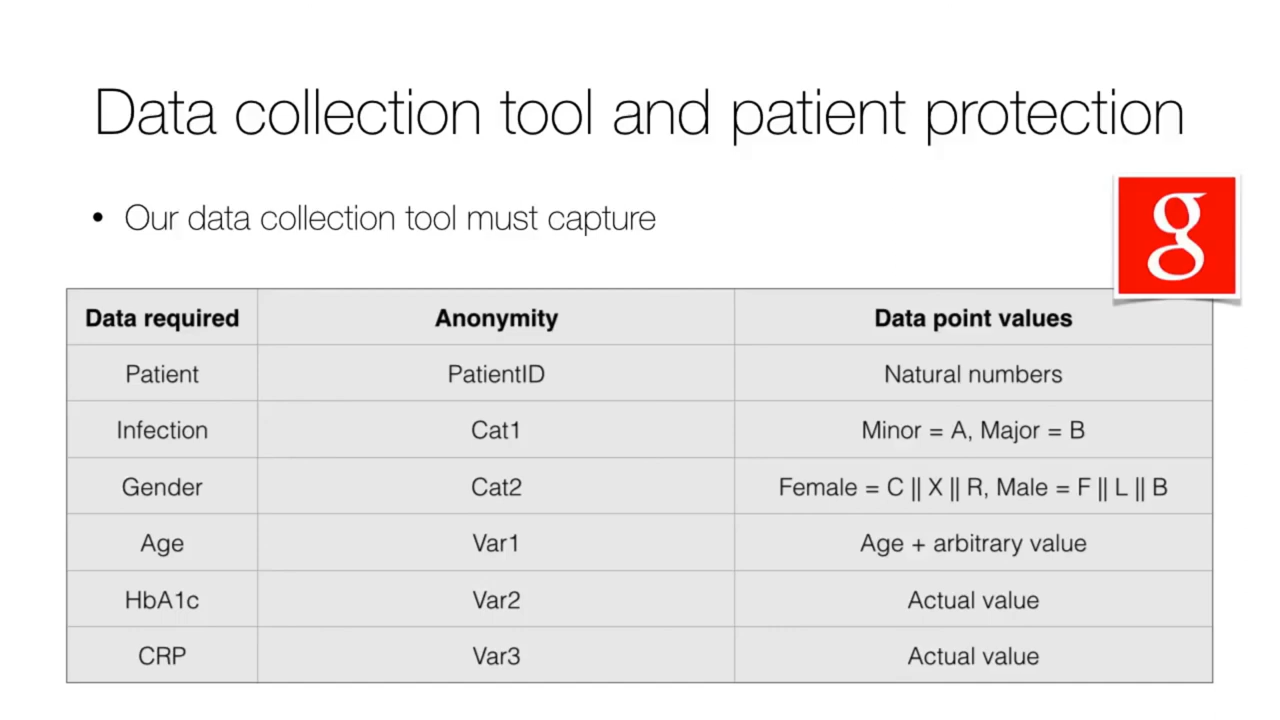 Data collection tool and patient protection
• Our data collection tool must capture
g
Data required Anonymity Data point values
Patient PatientID Natural numbers
Infection Cat1 Minor = A, Major = B
Gender Cat2 Female = C || X || R, Male = F || L || B
Age Var1 Age + arbitrary value
HbA1c Var2 Actual value
CRP Var3 Actual value